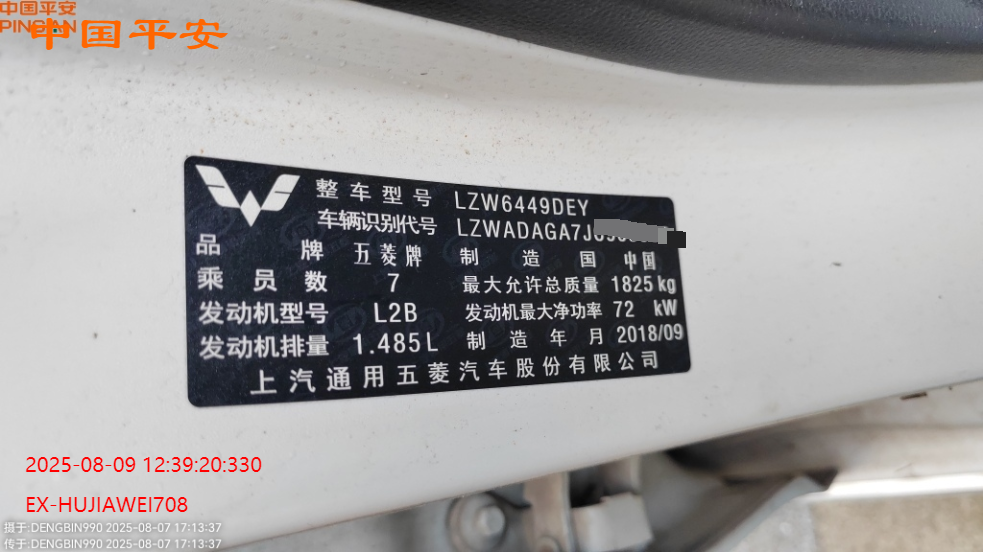 中国平安
PINGAN
中国平安
整车型号 LZW6449DEY
车辆识别代号 LZWADAGA7J
品牌 五菱牌 制造国 中国
乘员数 7 最大允许总质量 1825 kg
发动机型号 L2B 发动机最大净功率 72 kW
发动机排量 1.485L 制造年月 2018/09
上汽通用五菱汽车股份有限公司
2025-08-09 12:39:20:330
EX-HUJIAWEI708
摄于:DENGBIN990 2025-08-07 17:13:37
传于:DENGBIN990 2025-08-07 17:13:37